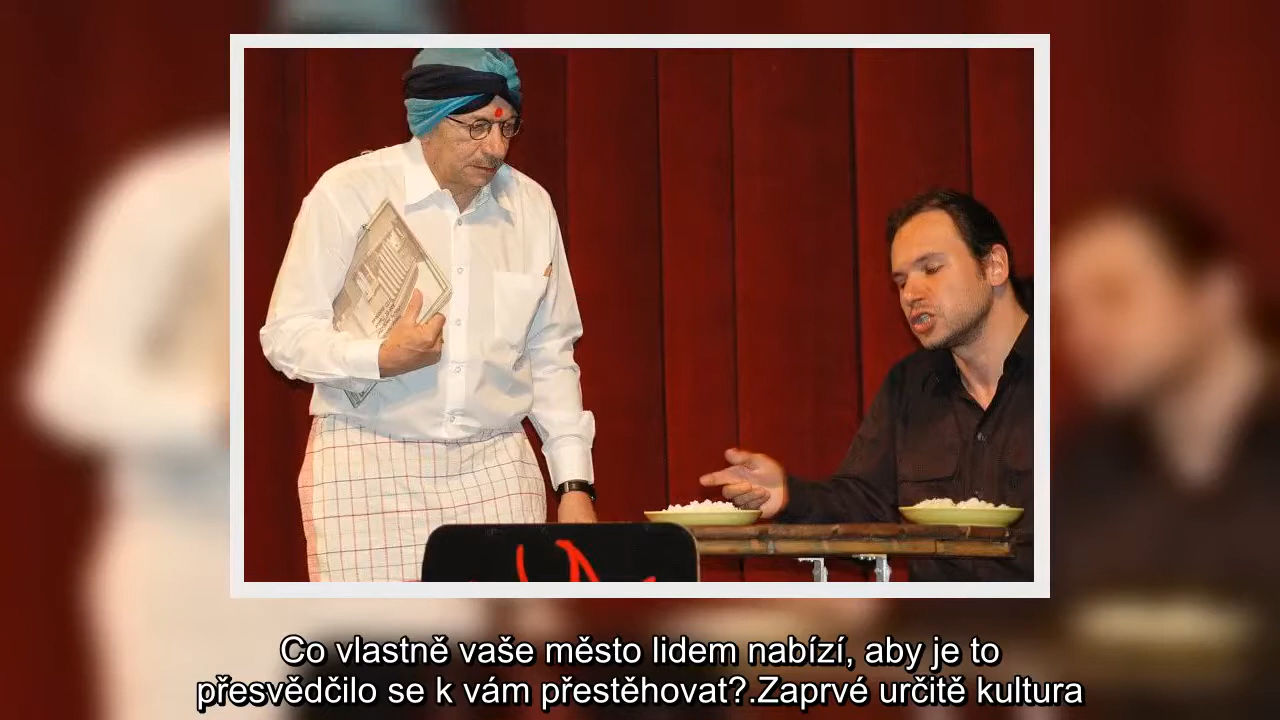 Co vlastně vaše město lidem nabízí, aby je to
přesvědčilo se k vám přestěhovat?.Zaprvé určitě kultura